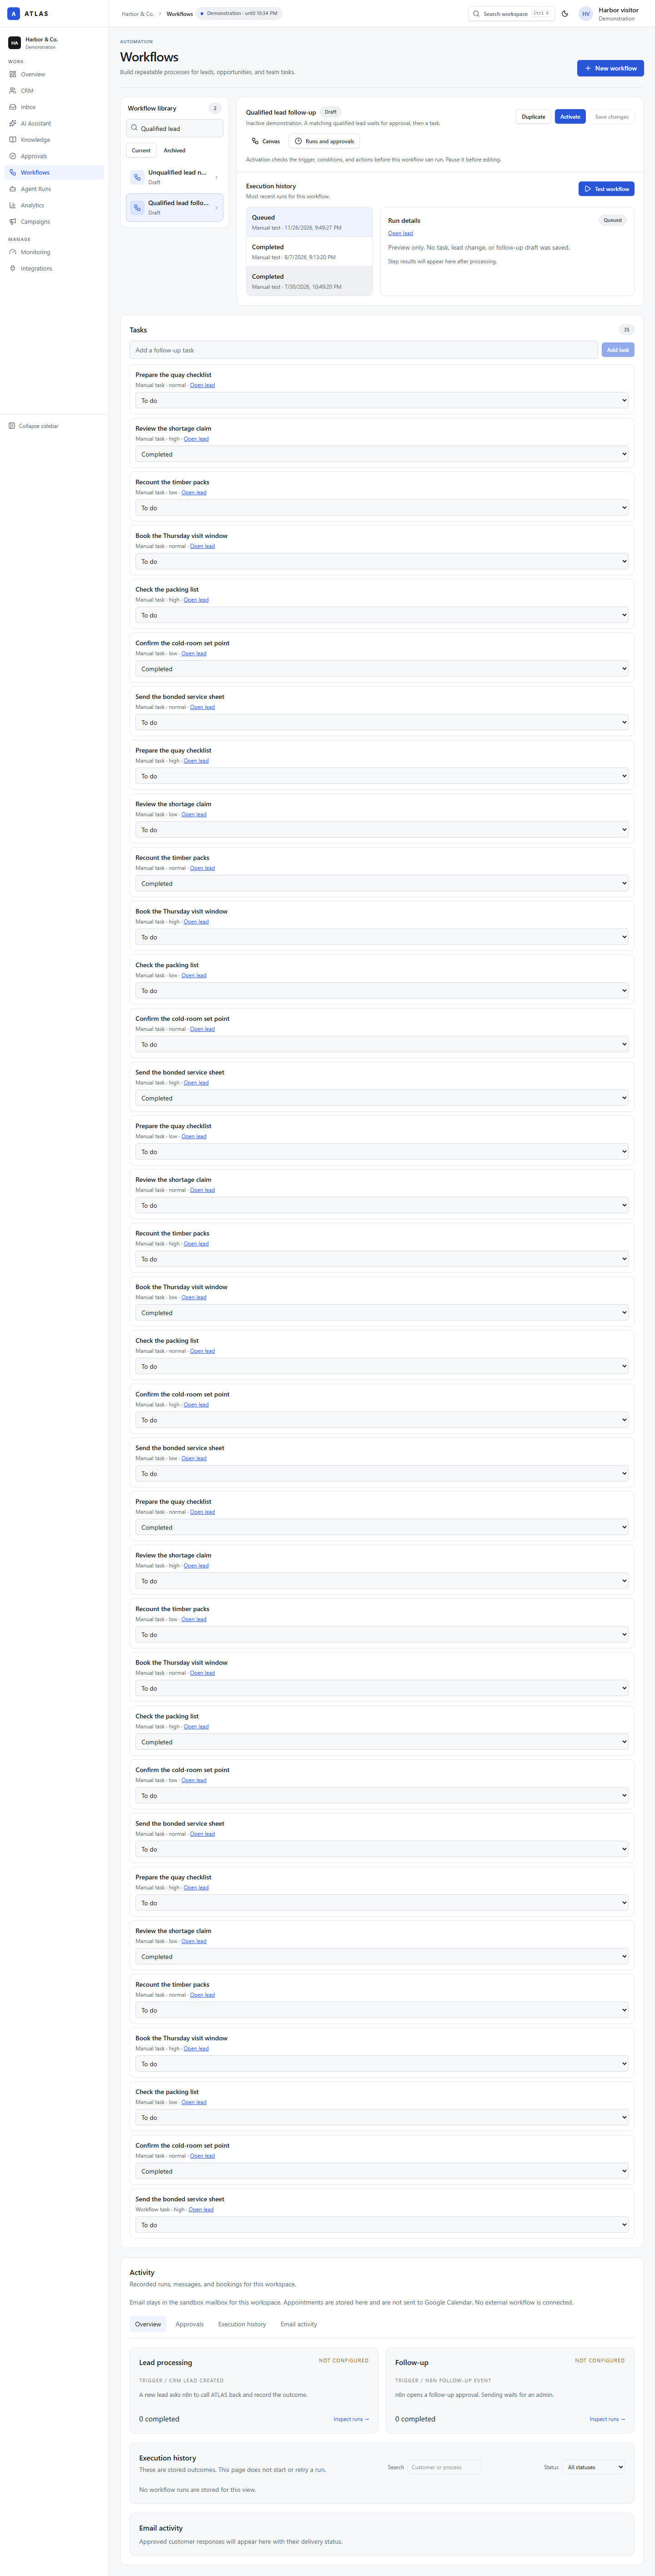 A ATLAS
Harbor & Co. > Workflows Demonstration · until 10:34 PM
Search workspace Ctrl K
HV Harbor visitor
Demonstration
HA Harbor & Co.
Demonstration
WORK
Overview
CRM
Inbox
AI Assistant
Knowledge
Approvals
Workflows
Agent Runs
Analytics
Campaigns
MANAGE
Monitoring
Integrations
Collapse sidebar
AUTOMATION
Workflows
Build repeatable processes for leads, opportunities, and team tasks.
New workflow
Workflow library 2
Qualified lead
Current Archived
Unqualified lead n...
Draft
Qualified lead follo...
Draft
Qualified lead follow-up Draft
Inactive demonstration. A matching qualified lead waits for approval, then a task.
Duplicate Activate Save changes
Canvas Runs and approvals
Activation checks the trigger, conditions, and actions before this workflow can run. Pause it before editing.
Execution history
Most recent runs for this workflow.
Test workflow
Queued
Manual test · 11/26/2026, 9:49:27 PM
Completed
Manual test · 8/7/2026, 9:13:20 PM
Completed
Manual test · 7/30/2026, 10:49:20 PM
Run details Queued
Open lead
Preview only. No task, lead change, or follow-up draft was saved.
Step results will appear here after processing.
Tasks 35
Add a follow-up task Add task
Prepare the quay checklist
Manual task · normal · Open lead
To do
Review the shortage claim
Manual task · high · Open lead
Completed
Recount the timber packs
Manual task · low · Open lead
To do
Book the Thursday visit window
Manual task · normal · Open lead
To do
Check the packing list
Manual task · high · Open lead
To do
Confirm the cold-room set point
Manual task · low · Open lead
Completed
Send the bonded service sheet
Manual task · normal · Open lead
To do
Prepare the quay checklist
Manual task · high · Open lead
To do
Review the shortage claim
Manual task · low · Open lead
To do
Recount the timber packs
Manual task · normal · Open lead
Completed
Book the Thursday visit window
Manual task · high · Open lead
To do
Check the packing list
Manual task · low · Open lead
To do
Confirm the cold-room set point
Manual task · normal · Open lead
To do
Send the bonded service sheet
Manual task · high · Open lead
Completed
Prepare the quay checklist
Manual task · low · Open lead
To do
Review the shortage claim
Manual task · normal · Open lead
To do
Recount the timber packs
Manual task · high · Open lead
To do
Book the Thursday visit window
Manual task · low · Open lead
Completed
Check the packing list
Manual task · normal · Open lead
To do
Confirm the cold-room set point
Manual task · high · Open lead
To do
Send the bonded service sheet
Manual task · low · Open lead
To do
Prepare the quay checklist
Manual task · normal · Open lead
Completed
Review the shortage claim
Manual task · high · Open lead
To do
Recount the timber packs
Manual task · low · Open lead
To do
Book the Thursday visit window
Manual task · normal · Open lead
To do
Check the packing list
Manual task · high · Open lead
Completed
Confirm the cold-room set point
Manual task · low · Open lead
To do
Send the bonded service sheet
Manual task · normal · Open lead
To do
Prepare the quay checklist
Manual task · high · Open lead
To do
Review the shortage claim
Manual task · low · Open lead
Completed
Recount the timber packs
Manual task · normal · Open lead
To do
Book the Thursday visit window
Manual task · high · Open lead
To do
Check the packing list
Manual task · low · Open lead
To do
Confirm the cold-room set point
Manual task · normal · Open lead
Completed
Send the bonded service sheet
Workflow task · high · Open lead
To do
Activity
Recorded runs, messages, and bookings for this workspace.
Email stays in the sandbox mailbox for this workspace. Appointments are stored here and are not sent to Google Calendar. No external workflow is connected.
Overview Approvals Execution history Email activity
Lead processing NOT CONFIGURED
TRIGGER / CRM LEAD CREATED
A new lead asks n8n to call ATLAS back and record the outcome.
0 completed Inspect runs →
Follow-up NOT CONFIGURED
TRIGGER / N8N FOLLOW-UP EVENT
n8n opens a follow-up approval. Sending waits for an admin.
0 completed Inspect runs →
Execution history
These are stored outcomes. This page does not start or retry a run.
Search Customer or process Status All statuses
No workflow runs are stored for this view.
Email activity
Approved customer responses will appear here with their delivery status.